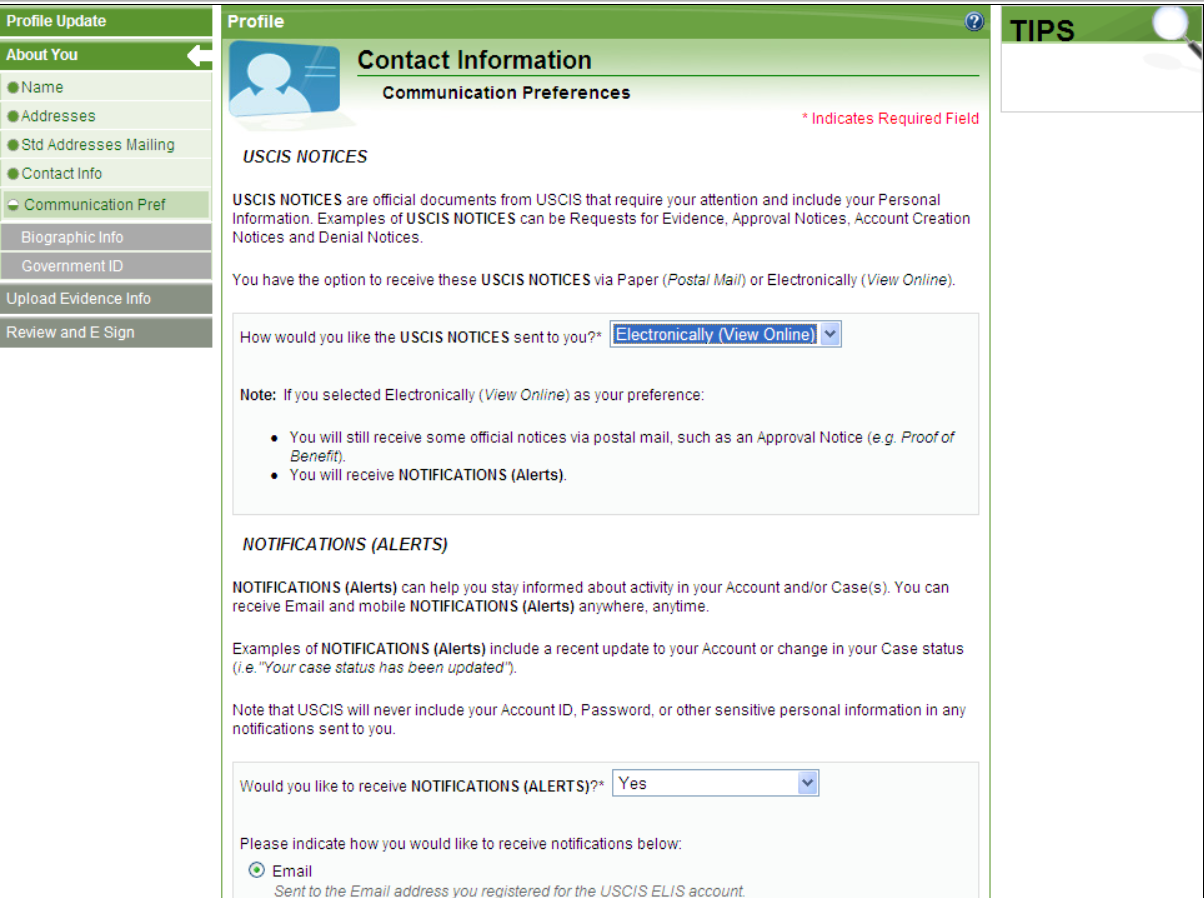 Profile Update
About You
Name
Addresses
Std Addresses Mailing
Contact Info
Communication Pref
Biographic Info
Government ID
Upload Evidence Info
Review and E Sign
Profile
?
Contact Information
Communication Preferences
* Indicates Required Field
USCIS NOTICES
USCIS NOTICES are official documents from USCIS that require your attention and include your Personal
Information. Examples of USCIS NOTICES can be Requests for Evidence, Approval Notices, Account Creation
Notices and Denial Notices.
You have the option to receive these USCIS NOTICES via Paper (Postal Mail) or Electronically (View Online).
How would you like the USCIS NOTICES sent to you?* Electronically (View Online)
Note: If you selected Electronically (View Online) as your preference:
• You will still receive some official notices via postal mail, such as an Approval Notice (e.g. Proof of
Benefit).
• You will receive NOTIFICATIONS (Alerts).
NOTIFICATIONS (ALERTS)
NOTIFICATIONS (Alerts) can help you stay informed about activity in your Account and/or Case(s). You can
receive Email and mobile NOTIFICATIONS (Alerts) anywhere, anytime.
Examples of NOTIFICATIONS (Alerts) include a recent update to your Account or change in your Case status
(i.e."Your case status has been updated").
Note that USCIS will never include your Account ID, Password, or other sensitive personal information in any
notifications sent to you.
Would you like to receive NOTIFICATIONS (ALERTS)?* Yes
Please indicate how you would like to receive notifications below:
Email
Sent to the Email address you registered for the USCIS ELIS account.
TIPS